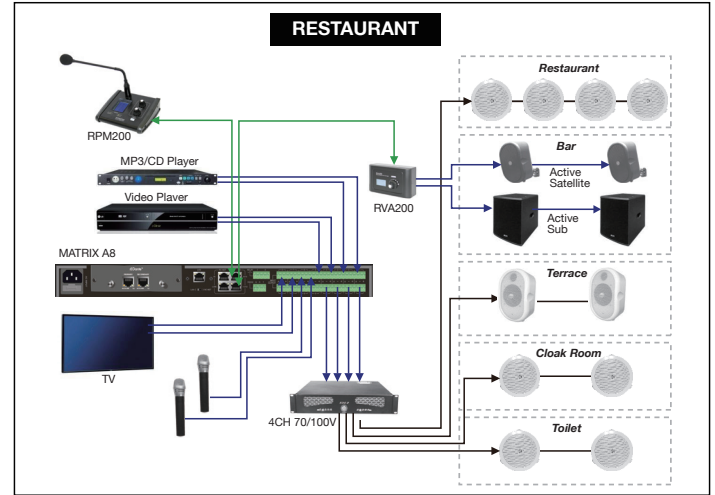 RESTAURANT
RPM200
MP3/CD Player
Video Player
MATRIX A8
TV
RVA200
4CH 70/100V
Restaurant
Bar
Active
Satellite
Active
Sub
Terrace
Cloak Room
Toilet